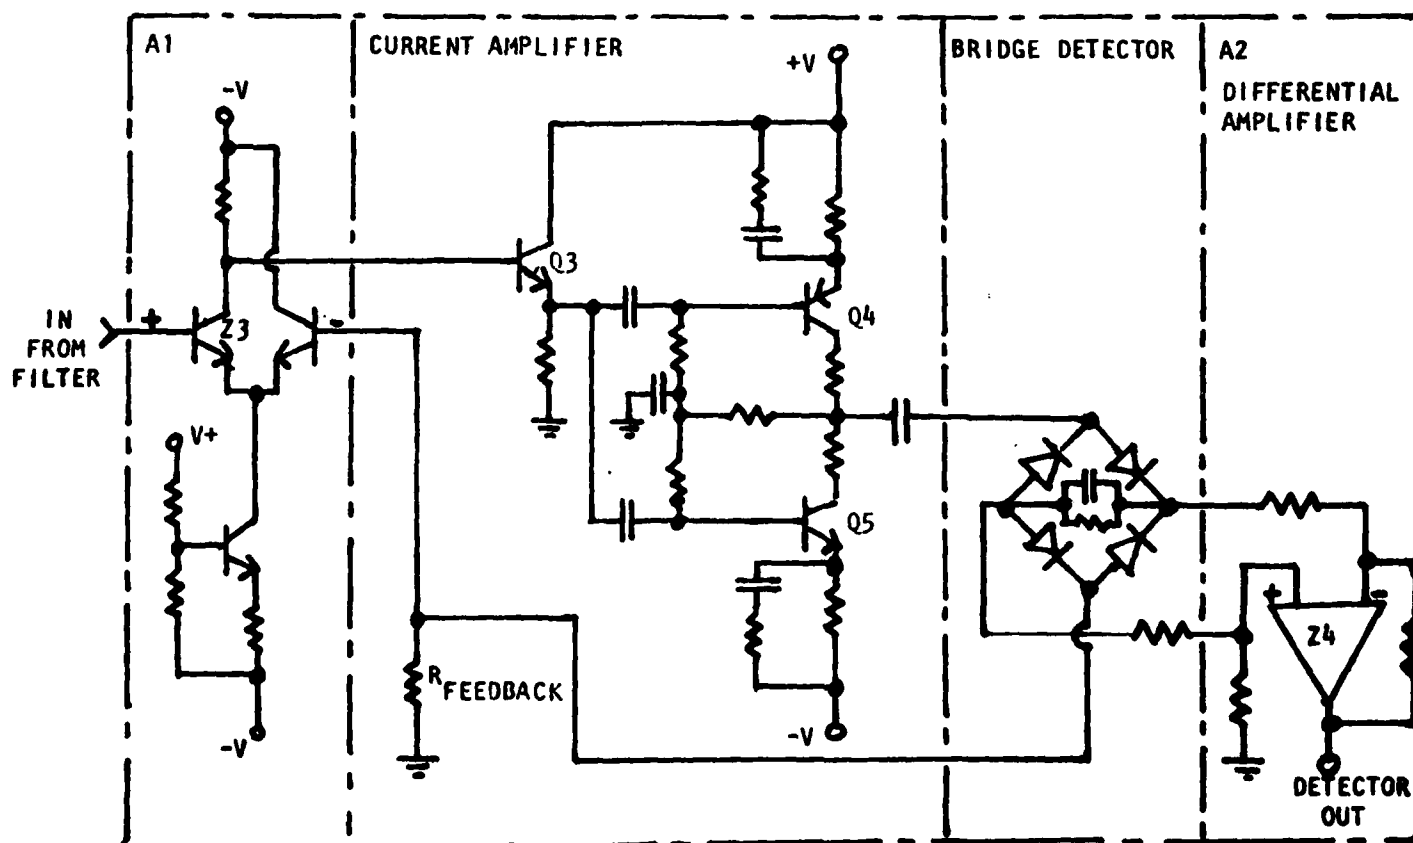 A1
CURRENT AMPLIFIER
BRIDGE DETECTOR
A2
DIFFERENTIAL
AMPLIFIER
+V
-V
Q3
IN
FROM
FILTER
+
Z3
-
Q4
V+
Q5
+
-
Z4
R FEEDBACK
-V
-V
DETECTOR
OUT